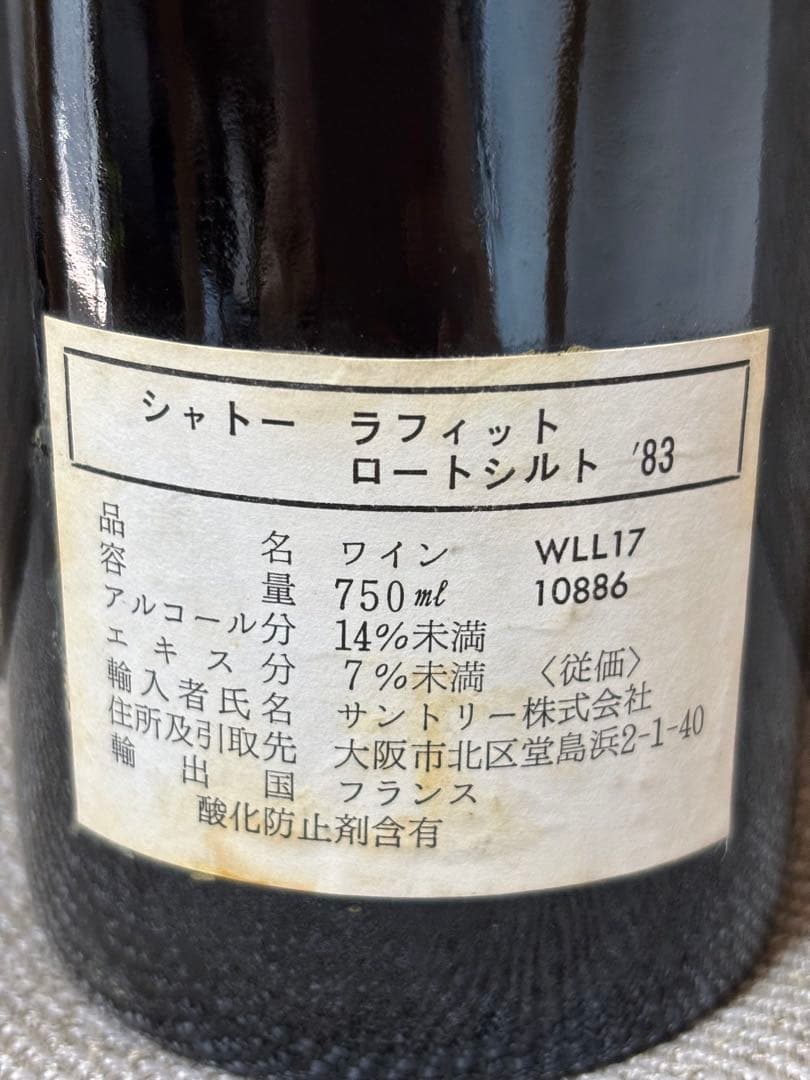 シャトー ラフィット
ロートシルト '83
品名 ワイン WLL17
容量 750ml 10886
アルコール分 14%未満
エキス分 7%未満 〈従価〉
輸入者氏名 サントリー株式会社
住所及引取先 大阪市北区堂島浜2-1-40
輸出国 フランス
酸化防止剤含有